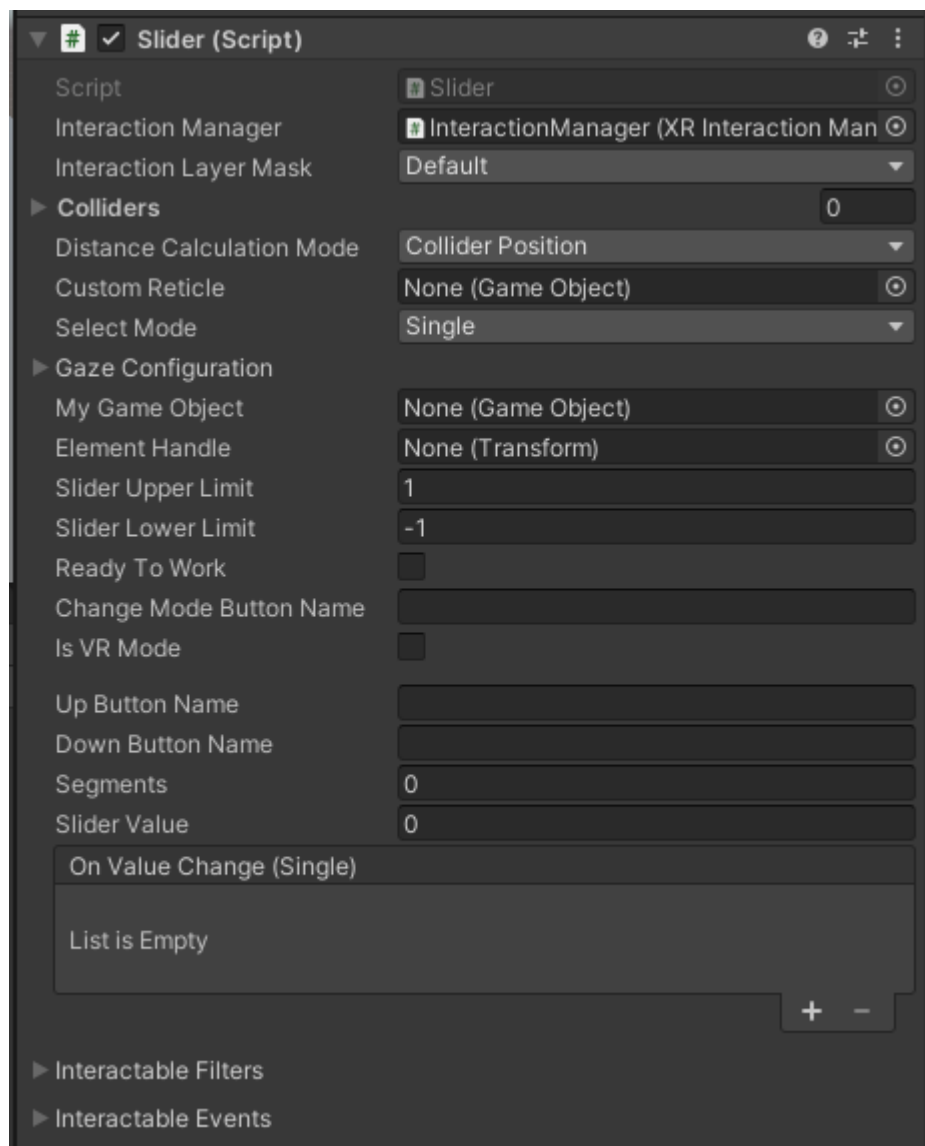 Slider (Script)
Script Slider
Interaction Manager InteractionManager (XR Interaction Man
Interaction Layer Mask Default
Colliders 0
Distance Calculation Mode Collider Position
Custom Reticle None (Game Object)
Select Mode Single
Gaze Configuration
My Game Object None (Game Object)
Element Handle None (Transform)
Slider Upper Limit 1
Slider Lower Limit -1
Ready To Work
Change Mode Button Name
Is VR Mode
Up Button Name
Down Button Name
Segments 0
Slider Value 0
On Value Change (Single)
List is Empty
Interactable Filters
Interactable Events